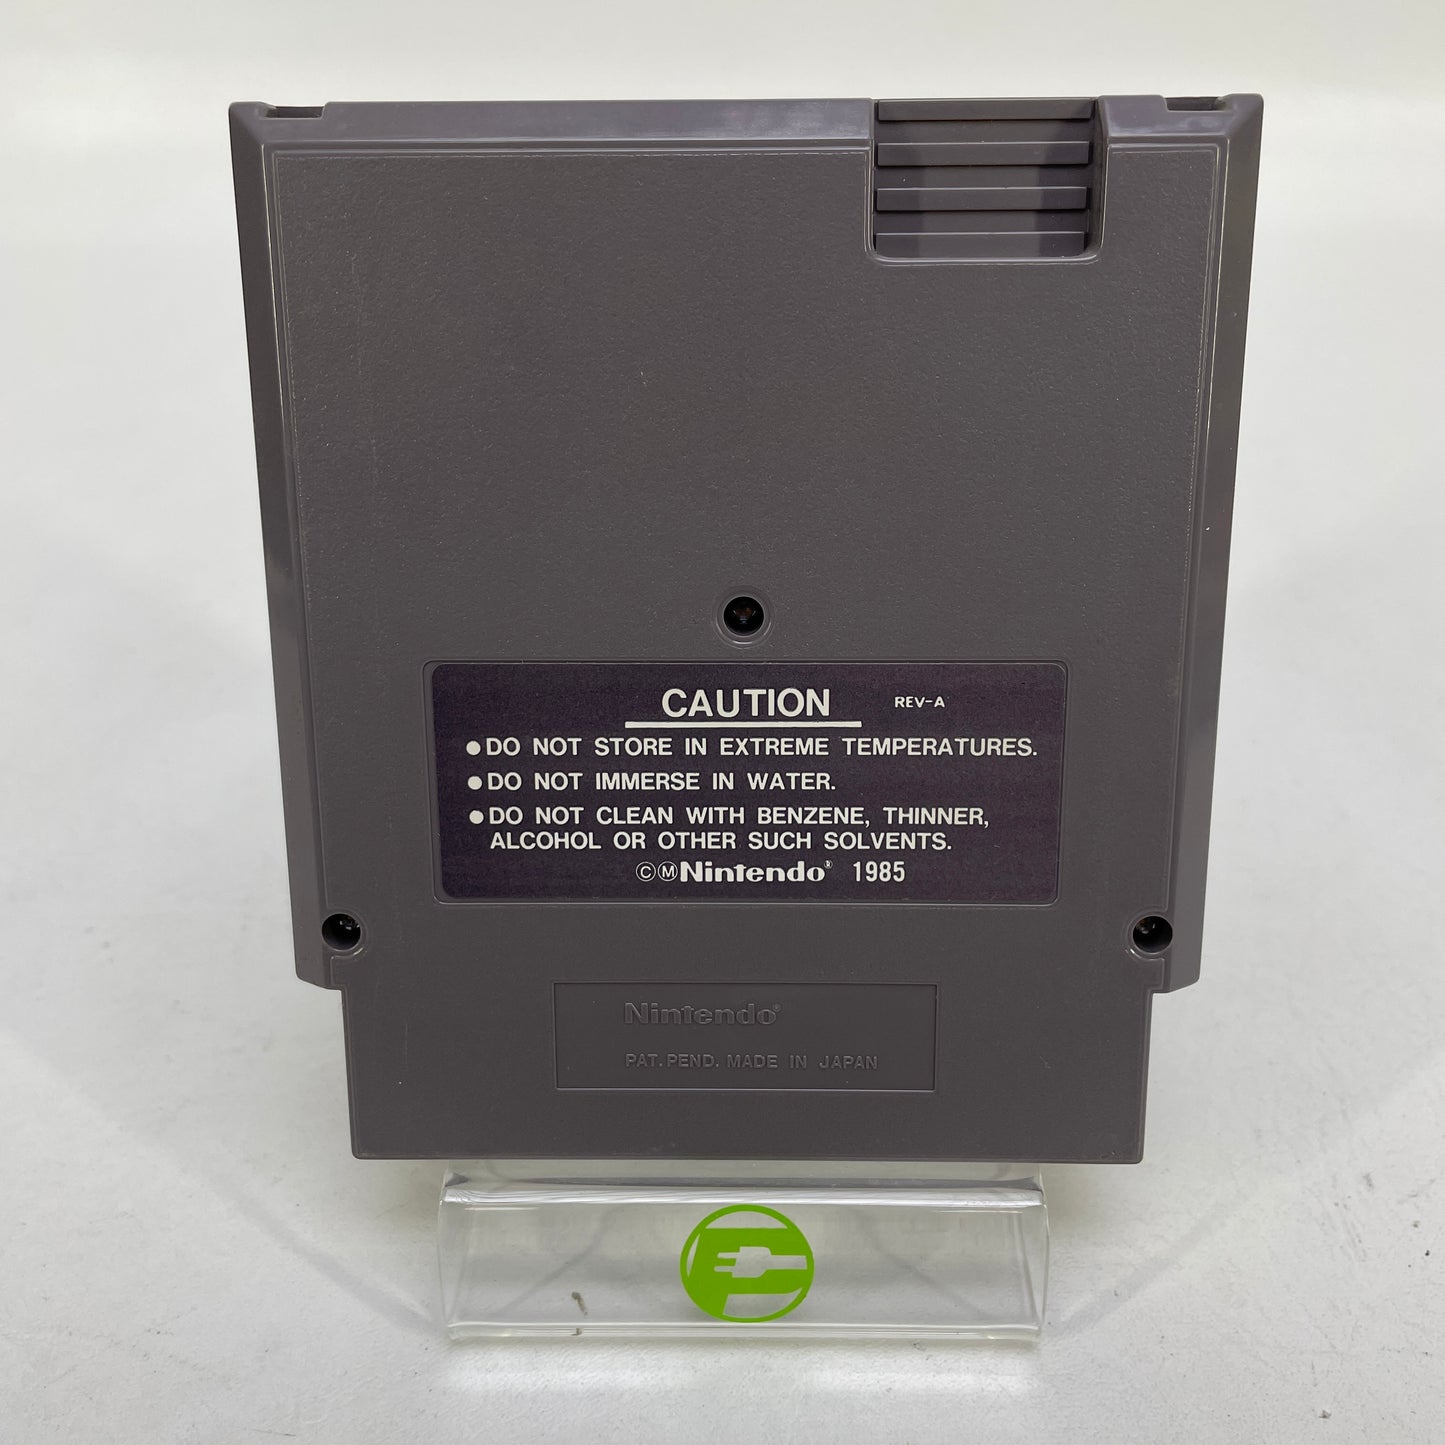 CAUTION REV-A
●DO NOT STORE IN EXTREME TEMPERATURES.
●DO NOT IMMERSE IN WATER.
●DO NOT CLEAN WITH BENZENE, THINNER,
ALCOHOL OR OTHER SUCH SOLVENTS.
ⒸⓂNintendo® 1985
Nintendo®
PAT. PEND. MADE IN JAPAN